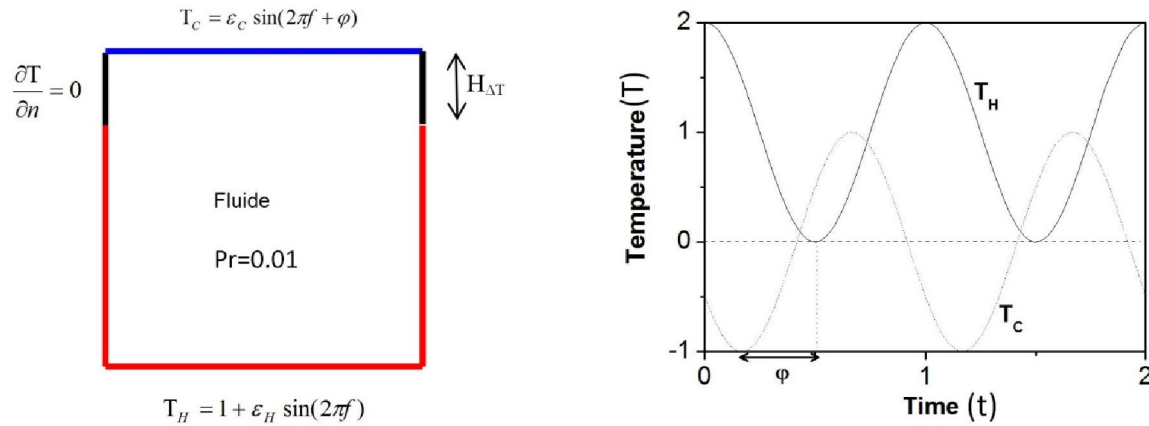 T_C = ε_C sin(2πf + φ)
∂T/∂n = 0
H_ΔT
Fluide
Pr=0.01
T_H = 1 + ε_H sin(2πf)
Temperature(T)
2
1
0
-1
T_H
T_C
φ
0
1
2
Time (t)